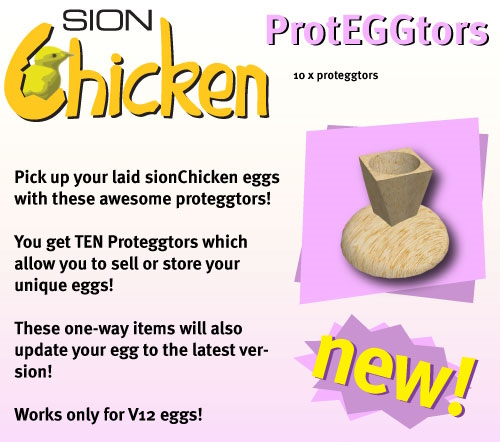 SION
Chicken
ProtEGGtors
10 x proteggtors
Pick up your laid sionChicken eggs
with these awesome proteggtors!
You get TEN Proteggtors which
allow you to sell or store your
unique eggs!
These one-way items will also
update your egg to the latest ver-
sion!
Works only for V12 eggs!
new!